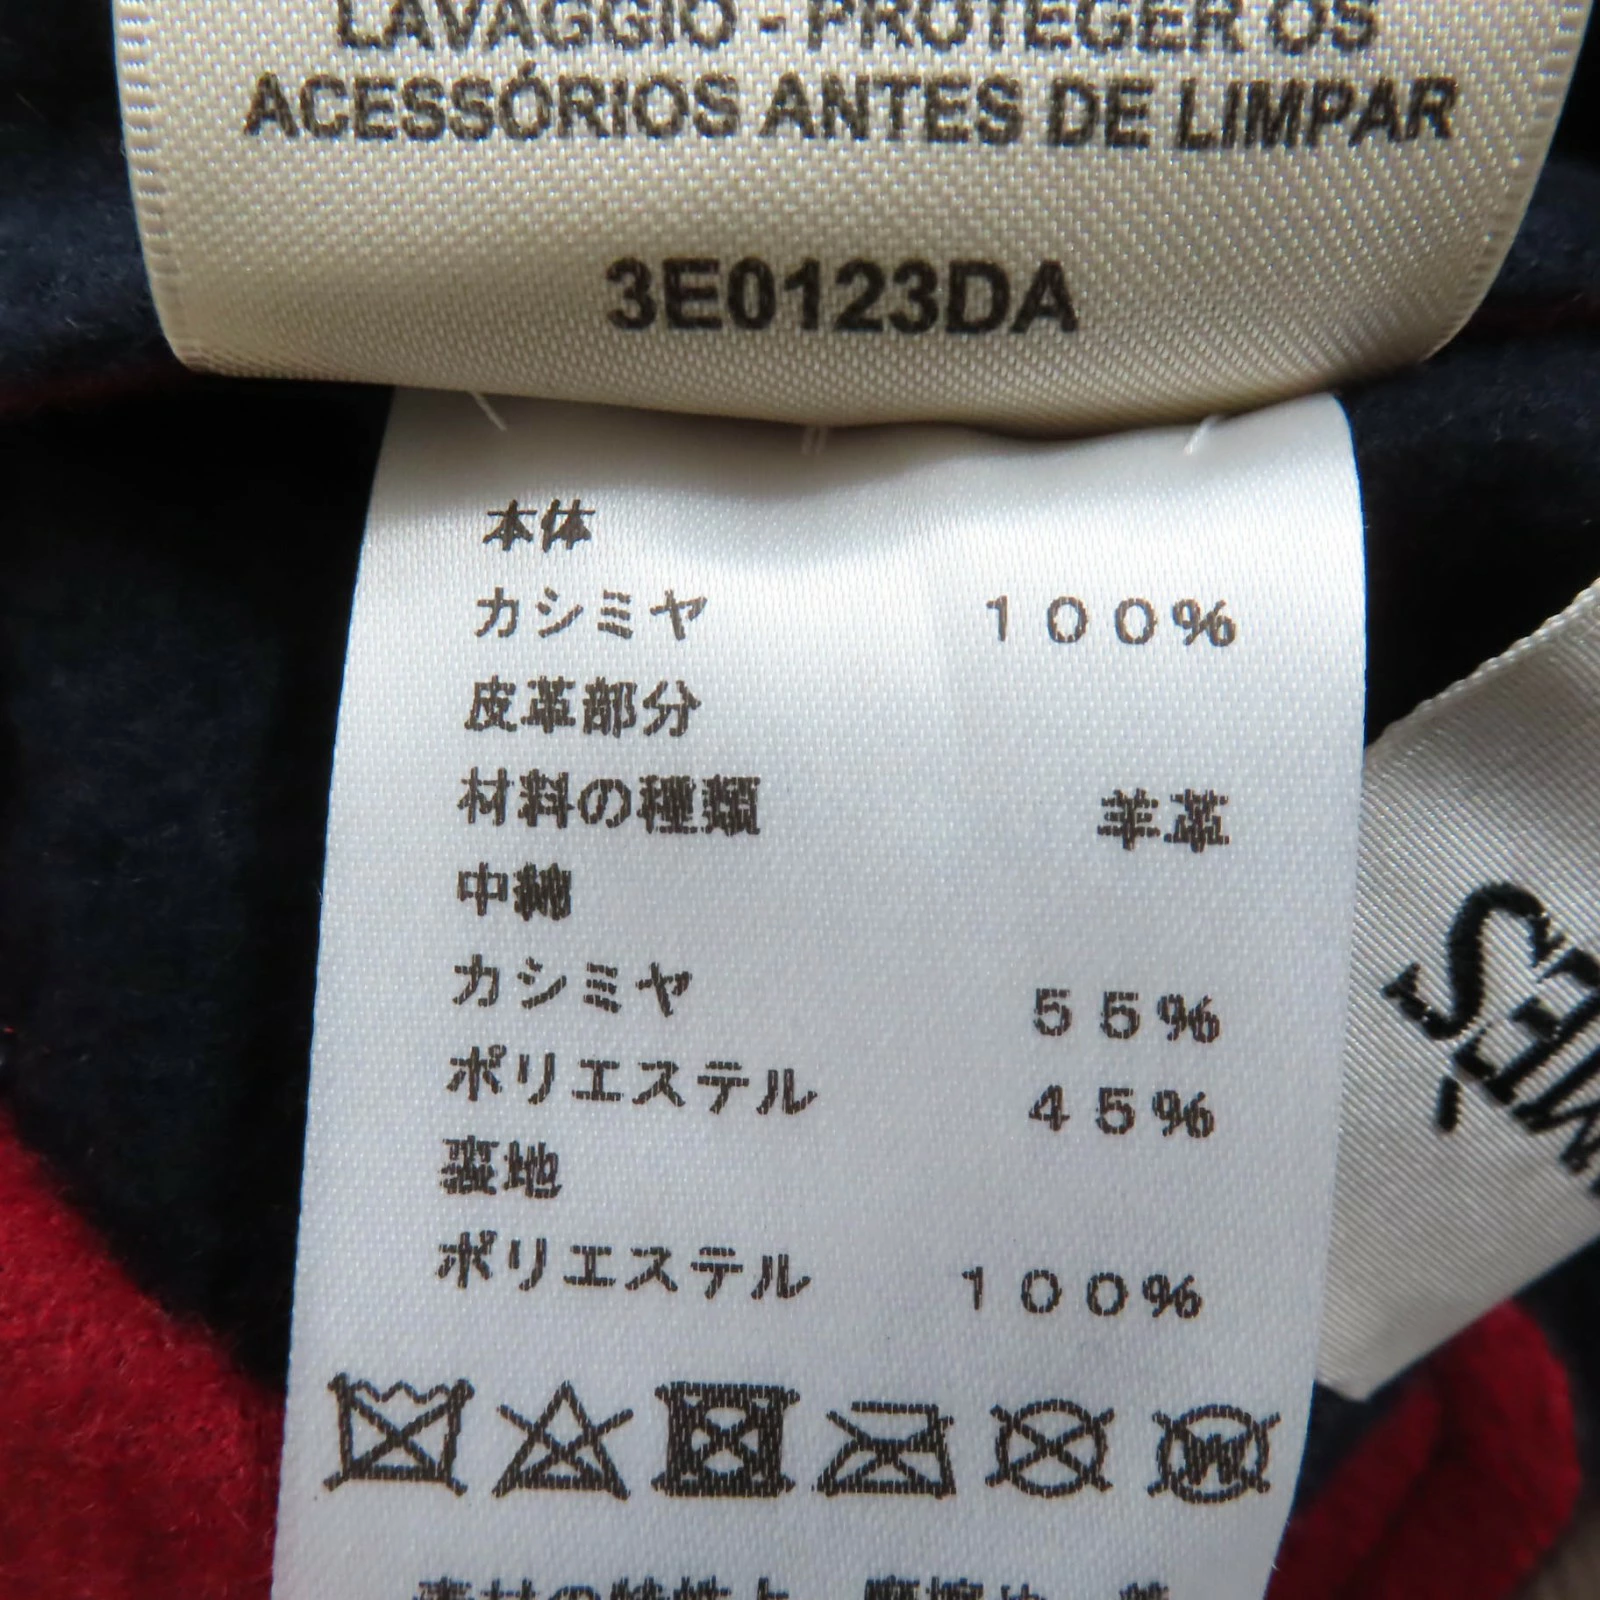 LAVAGGIO - PROTEGER OS
ACESSÓRIOS ANTES DE LIMPAR
3E0123DA
本体
カシミヤ 100%
皮革部分
材料の種類 羊革
中綿
カシミヤ 55%
ポリエステル 45%
裏地
ポリエステル 100%
W